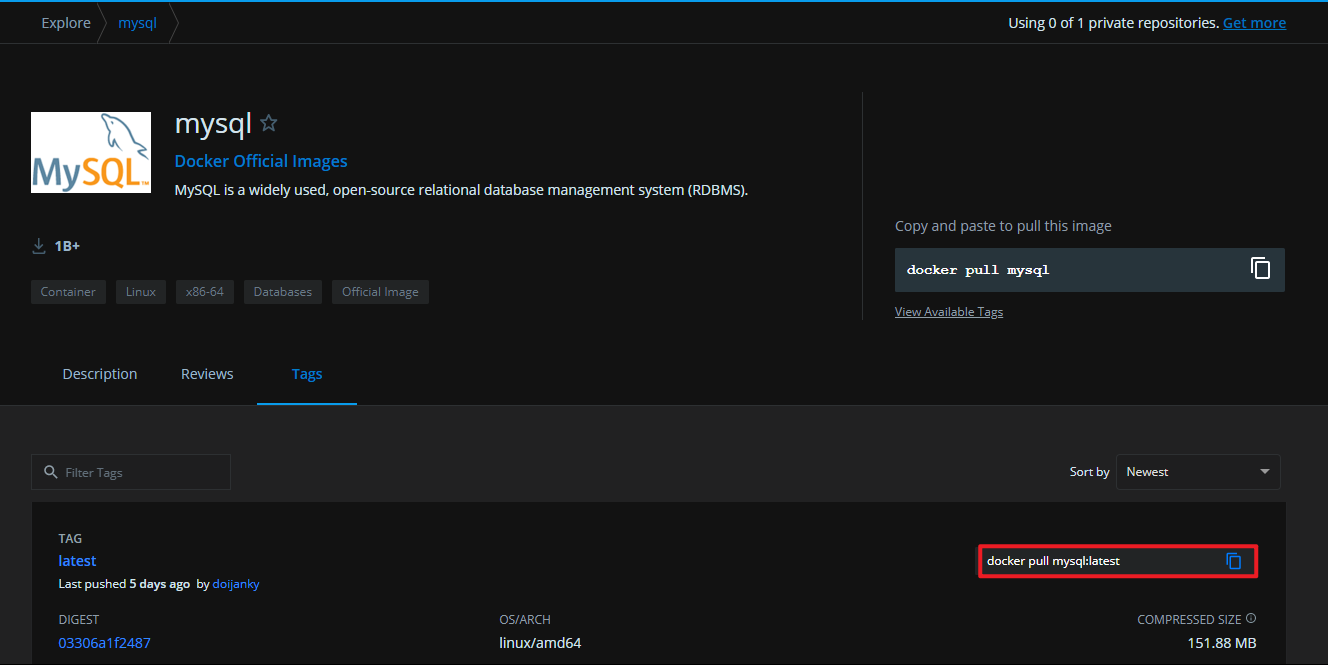 Explore
mysql
Using 0 of 1 private repositories. Get more
MySQL™
mysql
Docker Official Images
MySQL is a widely used, open-source relational database management system (RDBMS).
1B+
Container
Linux
x86-64
Databases
Official Image
Copy and paste to pull this image
docker pull mysql
View Available Tags
Description
Reviews
Tags
Filter Tags
Sort by
Newest
TAG
latest
Last pushed 5 days ago by doijanky
docker pull mysql:latest
DIGEST
OS/ARCH
COMPRESSED SIZE
03306a1f2487
linux/amd64
151.88 MB